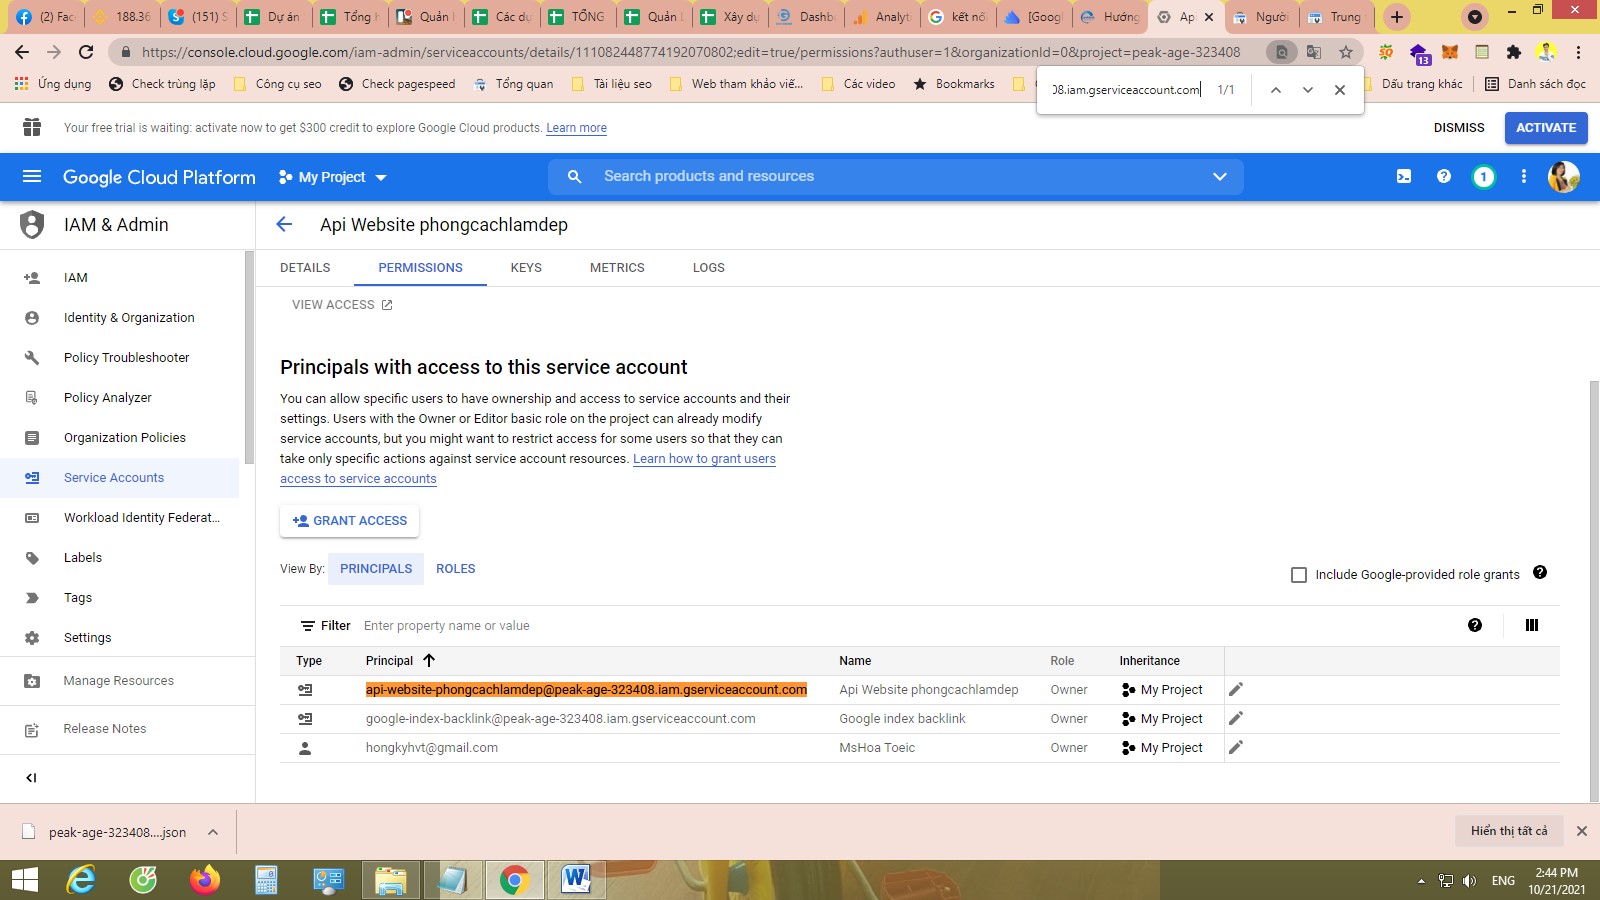 (2) Fac
188.36
(151) S
Dự án
Tổng h
Quản l
Các dự
TỔNG
Quản L
Xây dự
Dashb
Analyti
kết nối
[Googl
Hướng
Api
Người
Trung
https://console.cloud.google.com/iam-admin/serviceaccounts/details/111082448774192070802;edit=true/permissions?authuser=1&organizationId=0&project=peak-age-323408
13
Ứng dụng
Check trùng lặp
Công cụ seo
Check pagespeed
Tổng quan
Tài liệu seo
Web tham khảo viế...
Các video
Bookmarks
Dấu trang khác
Danh sách đọc
08.iam.gserviceaccount.com
1/1
Your free trial is waiting: activate now to get $300 credit to explore Google Cloud products. Learn more
DISMISS
ACTIVATE
Google Cloud Platform
My Project
Search products and resources
1
IAM & Admin
Api Website phongcachlamdep
DETAILS
PERMISSIONS
KEYS
METRICS
LOGS
VIEW ACCESS
IAM
Identity & Organization
Policy Troubleshooter
Policy Analyzer
Organization Policies
Service Accounts
Workload Identity Federat...
Labels
Tags
Settings
Manage Resources
Release Notes
Principals with access to this service account
You can allow specific users to have ownership and access to service accounts and their
settings. Users with the Owner or Editor basic role on the project can already modify
service accounts, but you might want to restrict access for some users so that they can
take only specific actions against service account resources. Learn how to grant users
access to service accounts
GRANT ACCESS
View By: PRINCIPALS ROLES
Include Google-provided role grants
Filter Enter property name or value
Type Principal Name Role Inheritance
api-website-phongcachlamdep@peak-age-323408.iam.gserviceaccount.com Api Website phongcachlamdep Owner My Project
google-index-backlink@peak-age-323408.iam.gserviceaccount.com Google index backlink Owner My Project
hongkyhvt@gmail.com MsHoa Toeic Owner My Project
peak-age-323408....json
Hiển thị tất cả
ENG
2:44 PM
10/21/2021